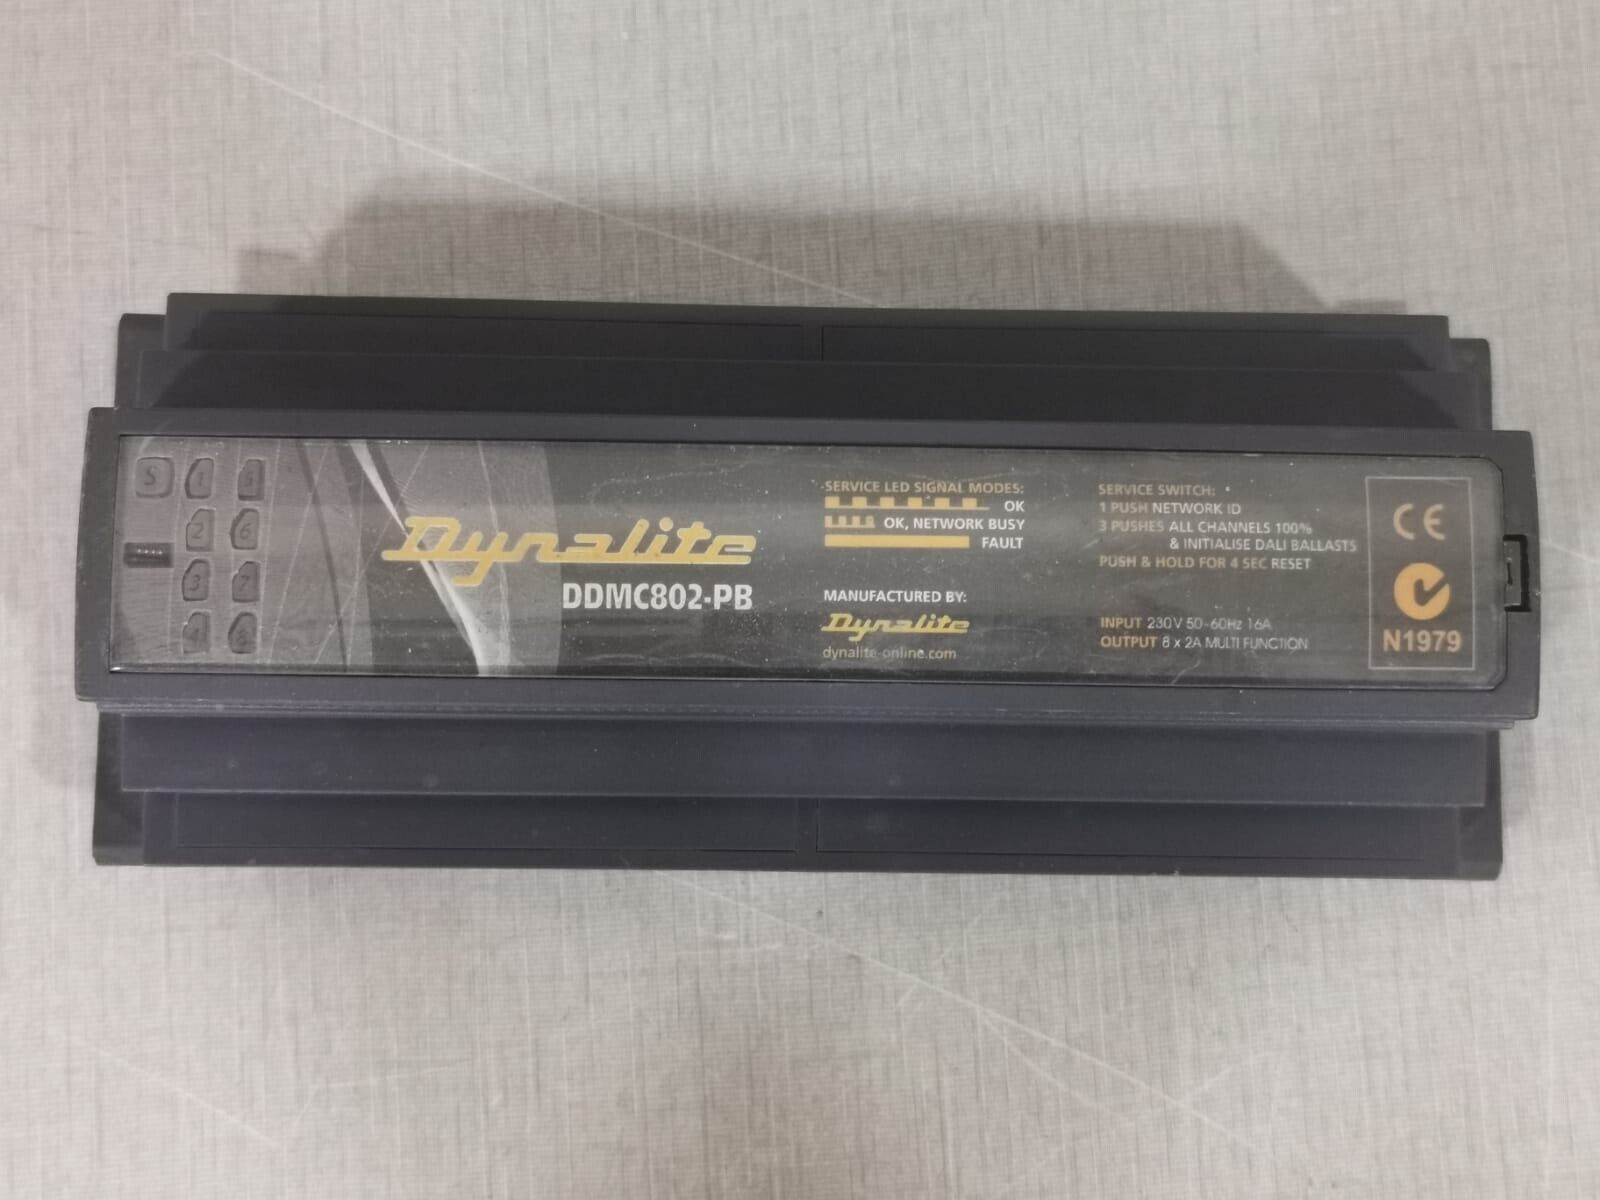 S 1 5
2 6
3 7
4 8
Dynalite
DDMC802-PB
SERVICE LED SIGNAL MODES:
OK
OK, NETWORK BUSY
FAULT
MANUFACTURED BY:
Dynalite
dynalite-online.com
SERVICE SWITCH:
1 PUSH NETWORK ID
3 PUSHES ALL CHANNELS 100%
& INITIALISE DALI BALLASTS
PUSH & HOLD FOR 4 SEC RESET
INPUT 230V 50-60Hz 16A
OUTPUT 8 x 2A MULTI FUNCTION
CE
N1979